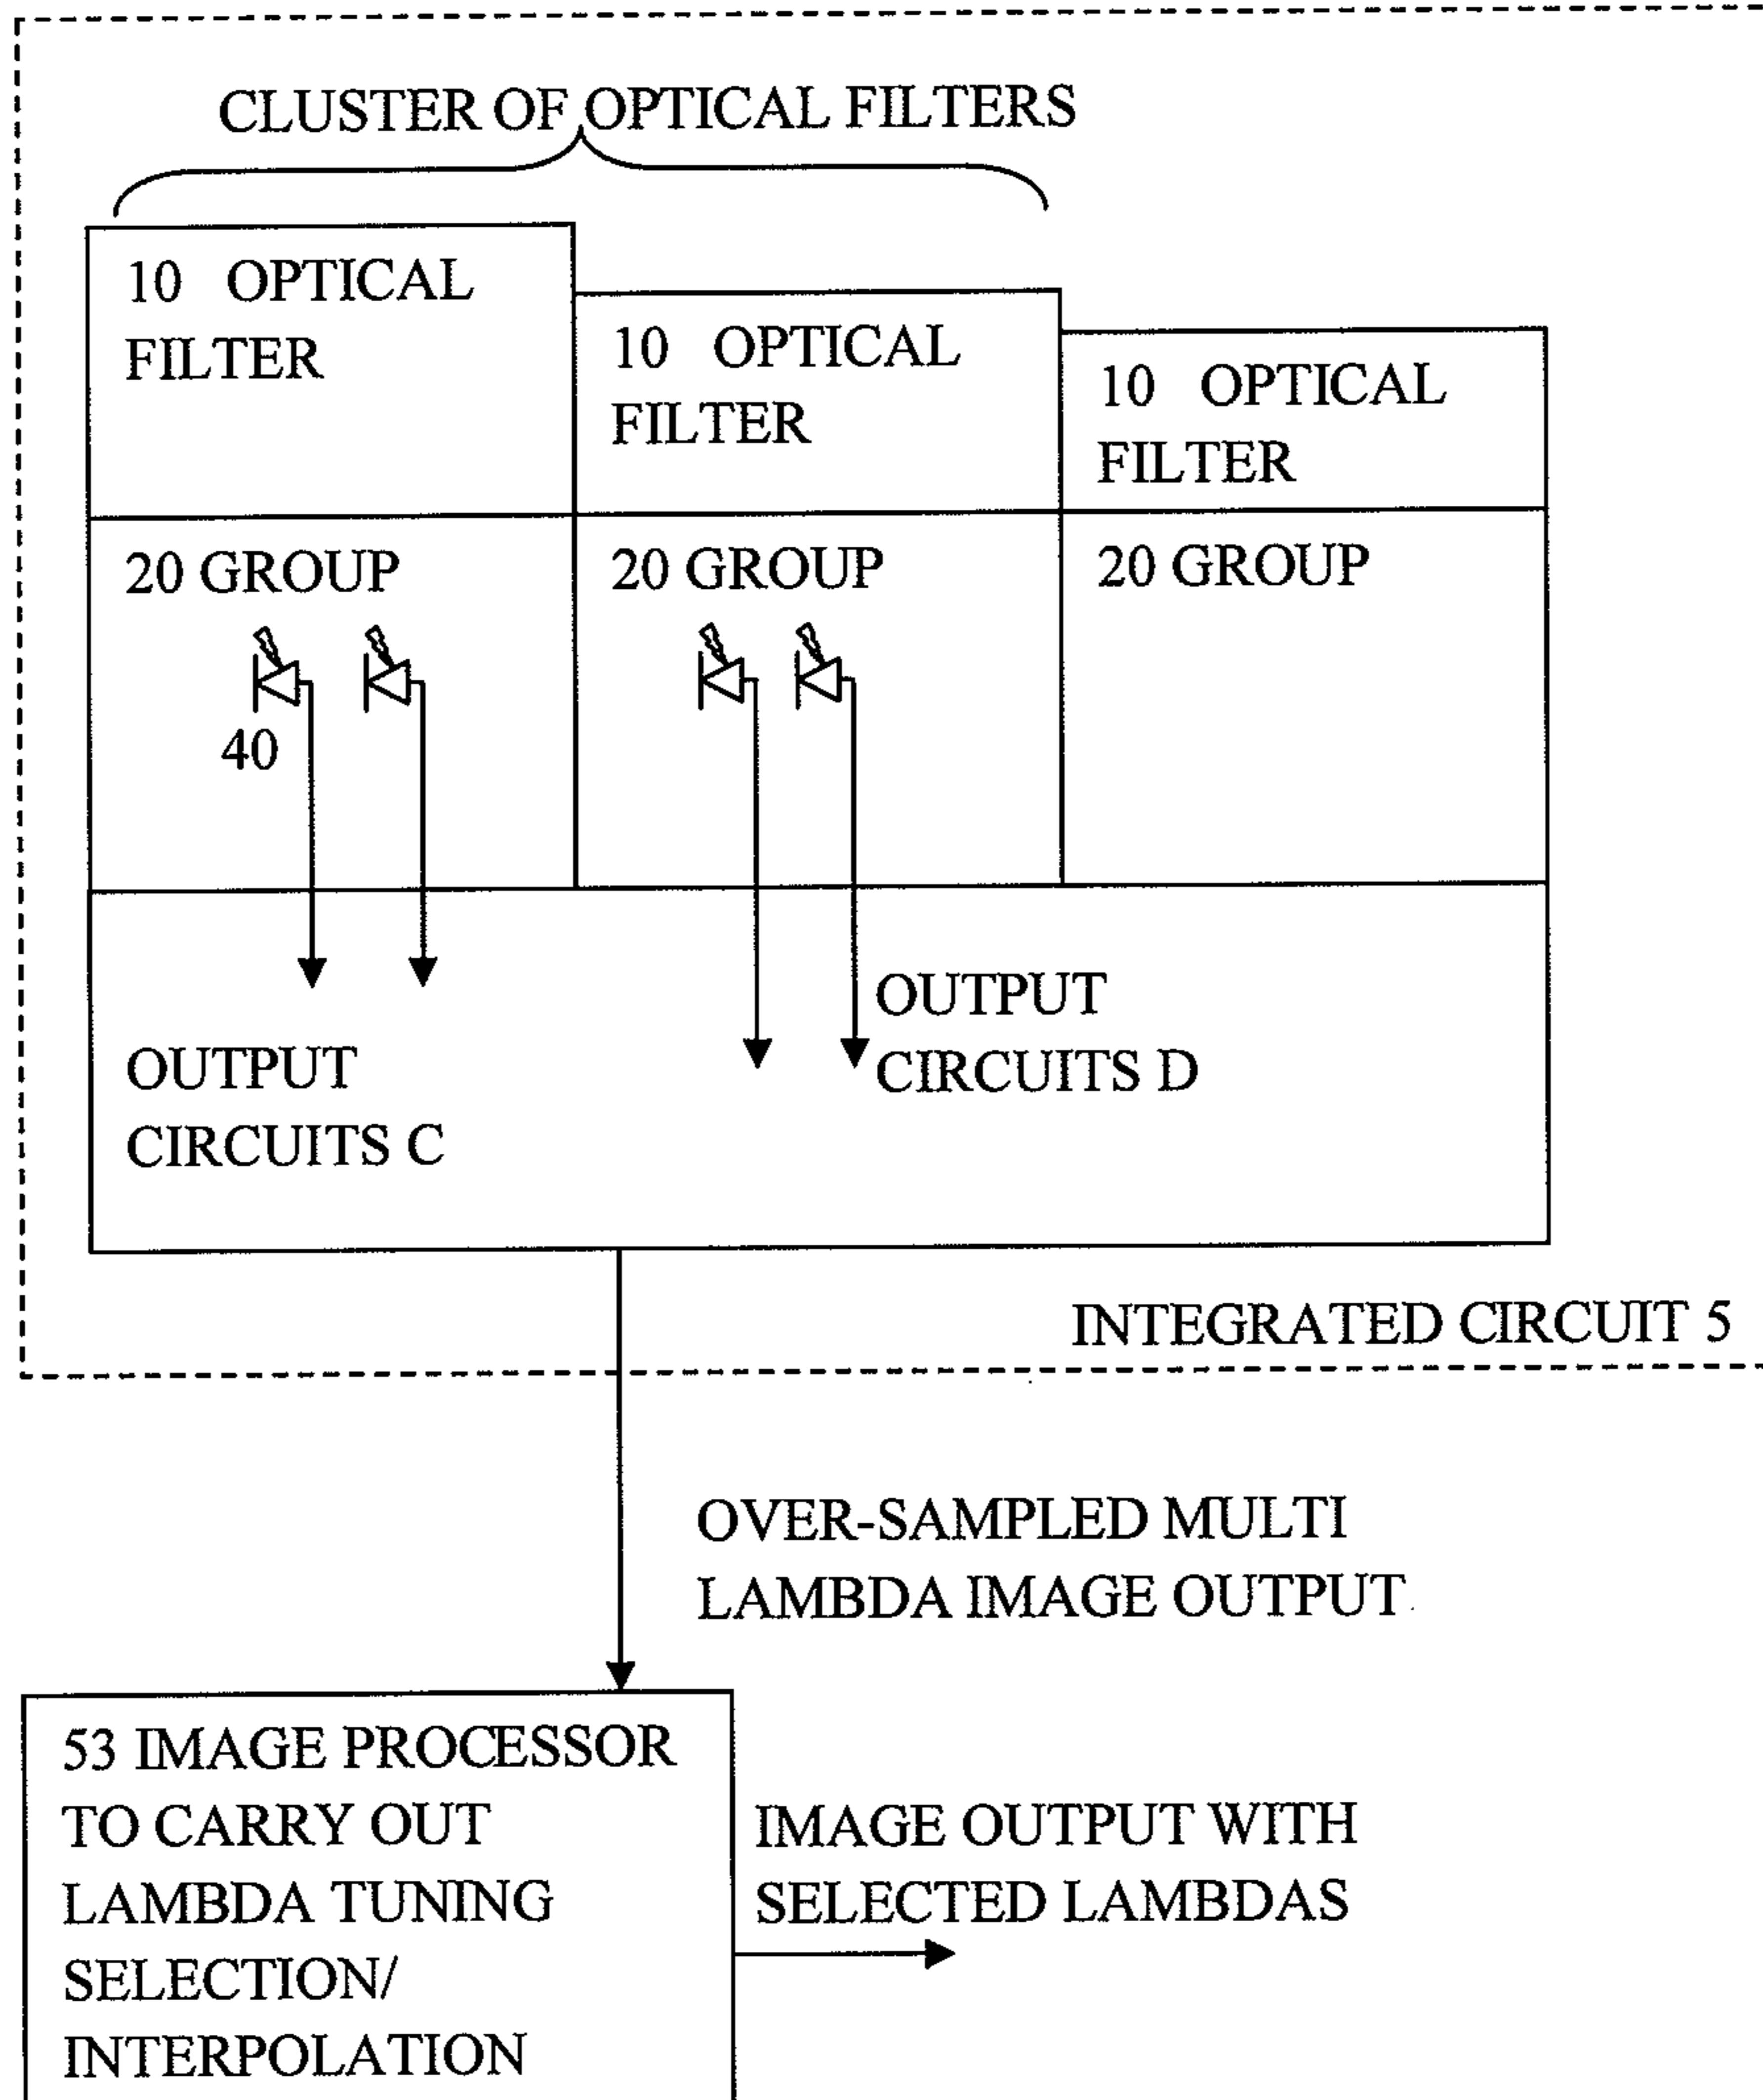 CLUSTER OF OPTICAL FILTERS
10 OPTICAL
FILTER
10 OPTICAL
FILTER
10 OPTICAL
FILTER
20 GROUP
20 GROUP
20 GROUP
40
OUTPUT
CIRCUITS C
OUTPUT
CIRCUITS D
INTEGRATED CIRCUIT 5
OVER-SAMPLED MULTI
LAMBDA IMAGE OUTPUT
53 IMAGE PROCESSOR
TO CARRY OUT
LAMBDA TUNING
SELECTION/
INTERPOLATION
IMAGE OUTPUT WITH
SELECTED LAMBDAS